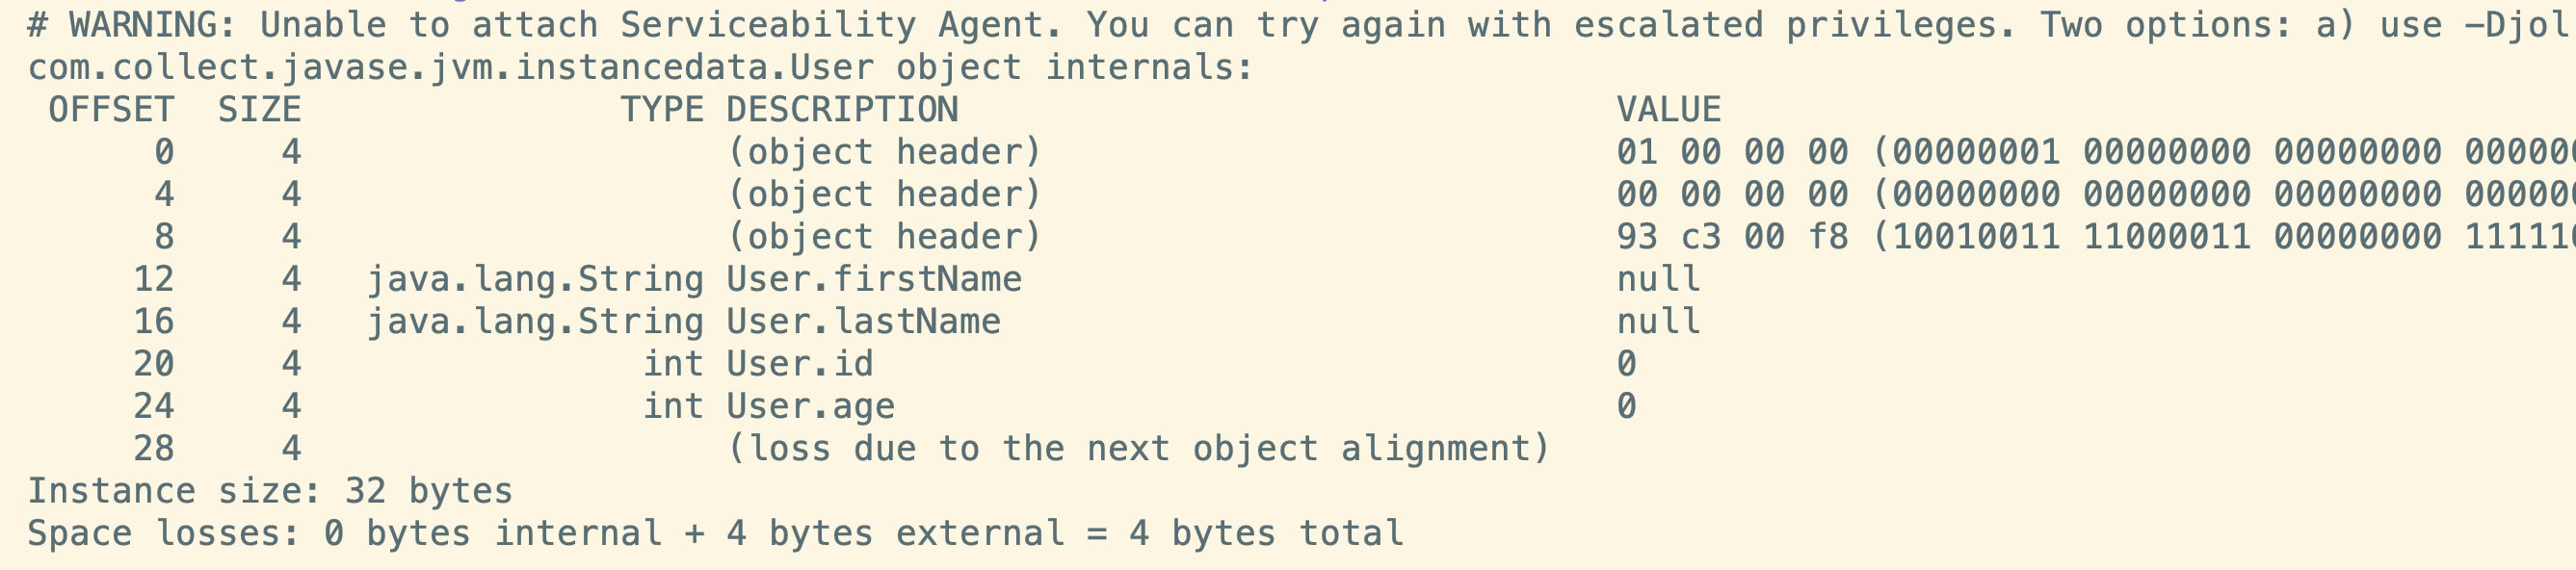 # WARNING: Unable to attach Serviceability Agent. You can try again with escalated privileges. Two options: a) use -Djol
com.collect.javase.jvm.instancedata.User object internals:
OFFSET SIZE TYPE DESCRIPTION VALUE
0 4 (object header) 01 00 00 00 (00000001 00000000 00000000 000000
4 4 (object header) 00 00 00 00 (00000000 00000000 00000000 000000
8 4 (object header) 93 c3 00 f8 (10010011 11000011 00000000 111110
12 4 java.lang.String User.firstName null
16 4 java.lang.String User.lastName null
20 4 int User.id 0
24 4 int User.age 0
28 4 (loss due to the next object alignment)
Instance size: 32 bytes
Space losses: 0 bytes internal + 4 bytes external = 4 bytes total